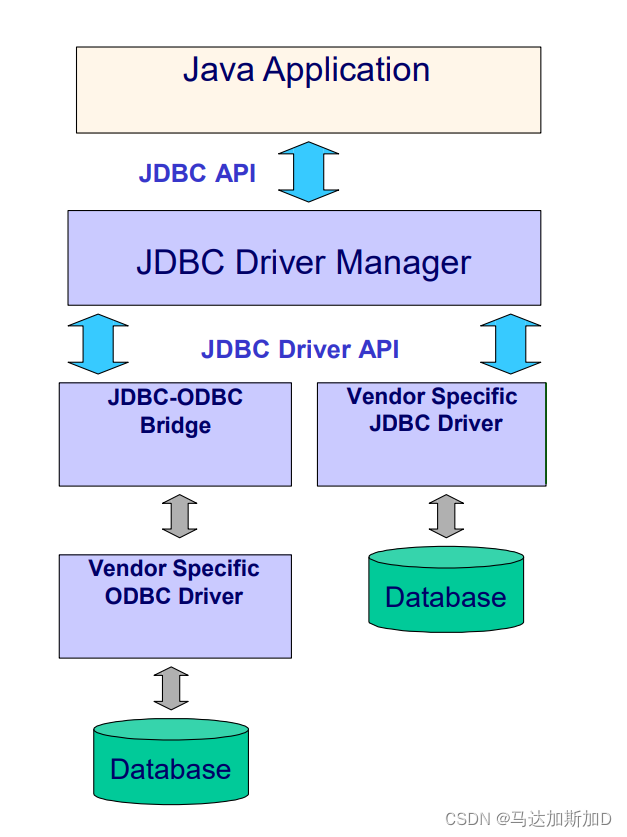 Java Application
JDBC API
JDBC Driver Manager
JDBC Driver API
JDBC-ODBC
Bridge
Vendor Specific
JDBC Driver
Vendor Specific
ODBC Driver
Database
Database
CSDN @马达加斯加D